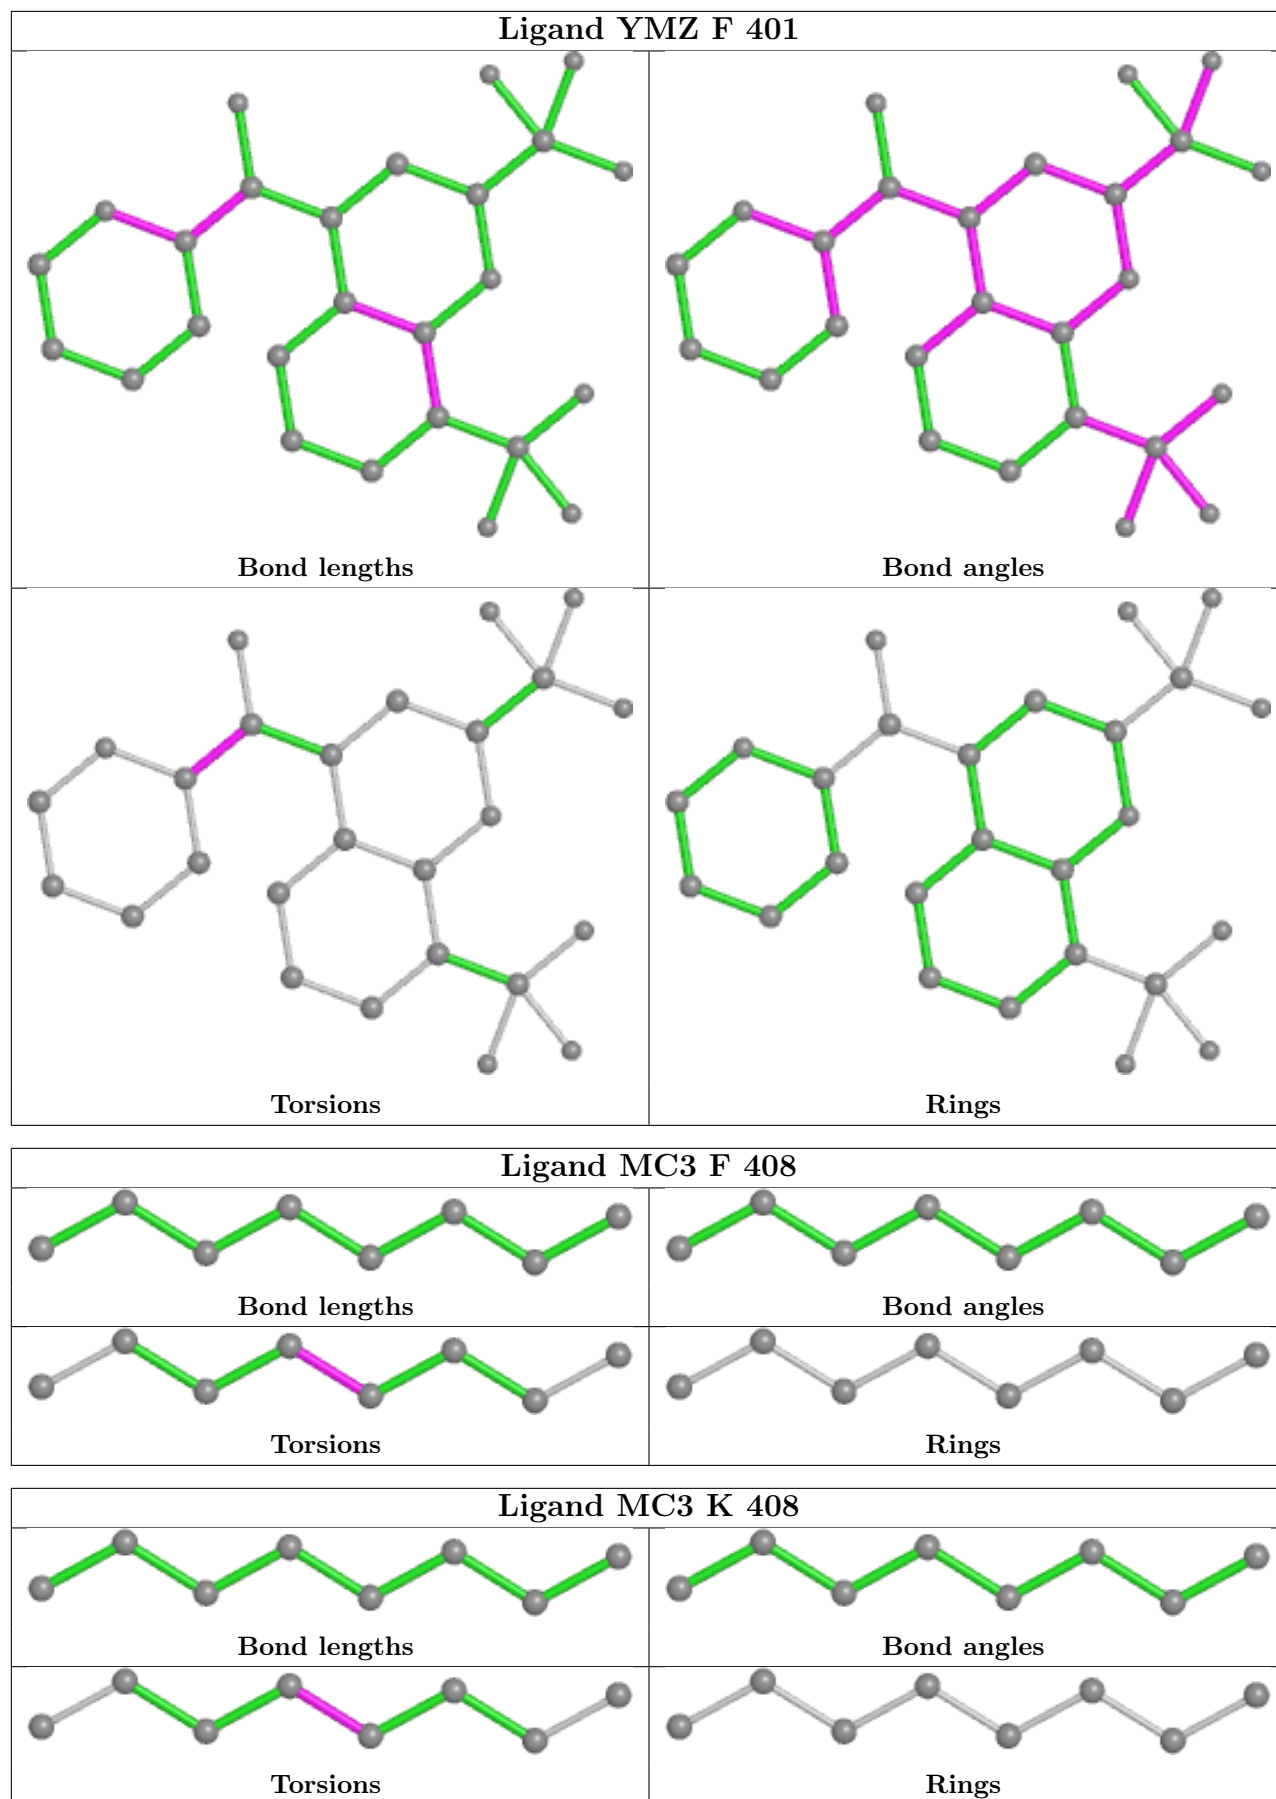 Ligand YMZ F 401
Bond lengths
Bond angles
Torsions
Rings
Ligand MC3 F 408
Bond lengths
Bond angles
Torsions
Rings
Ligand MC3 K 408
Bond lengths
Bond angles
Torsions
Rings